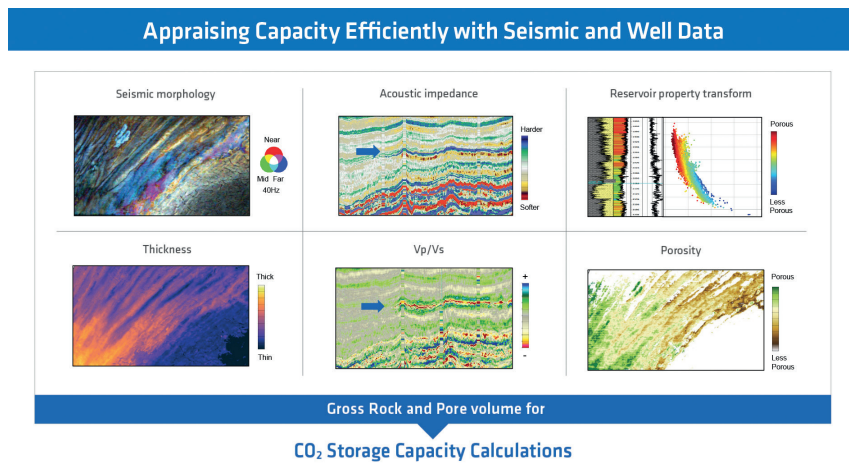 Appraising Capacity Efficiently with Seismic and Well Data
Seismic morphology
Near
Mid Far
40Hz
Acoustic impedance
Harder
Softer
Reservoir property transform
Porous
Less
Porous
Thickness
Thick
Thin
Vp/Vs
+
-
Porosity
Porous
Less
Porous
Gross Rock and Pore volume for
CO₂ Storage Capacity Calculations